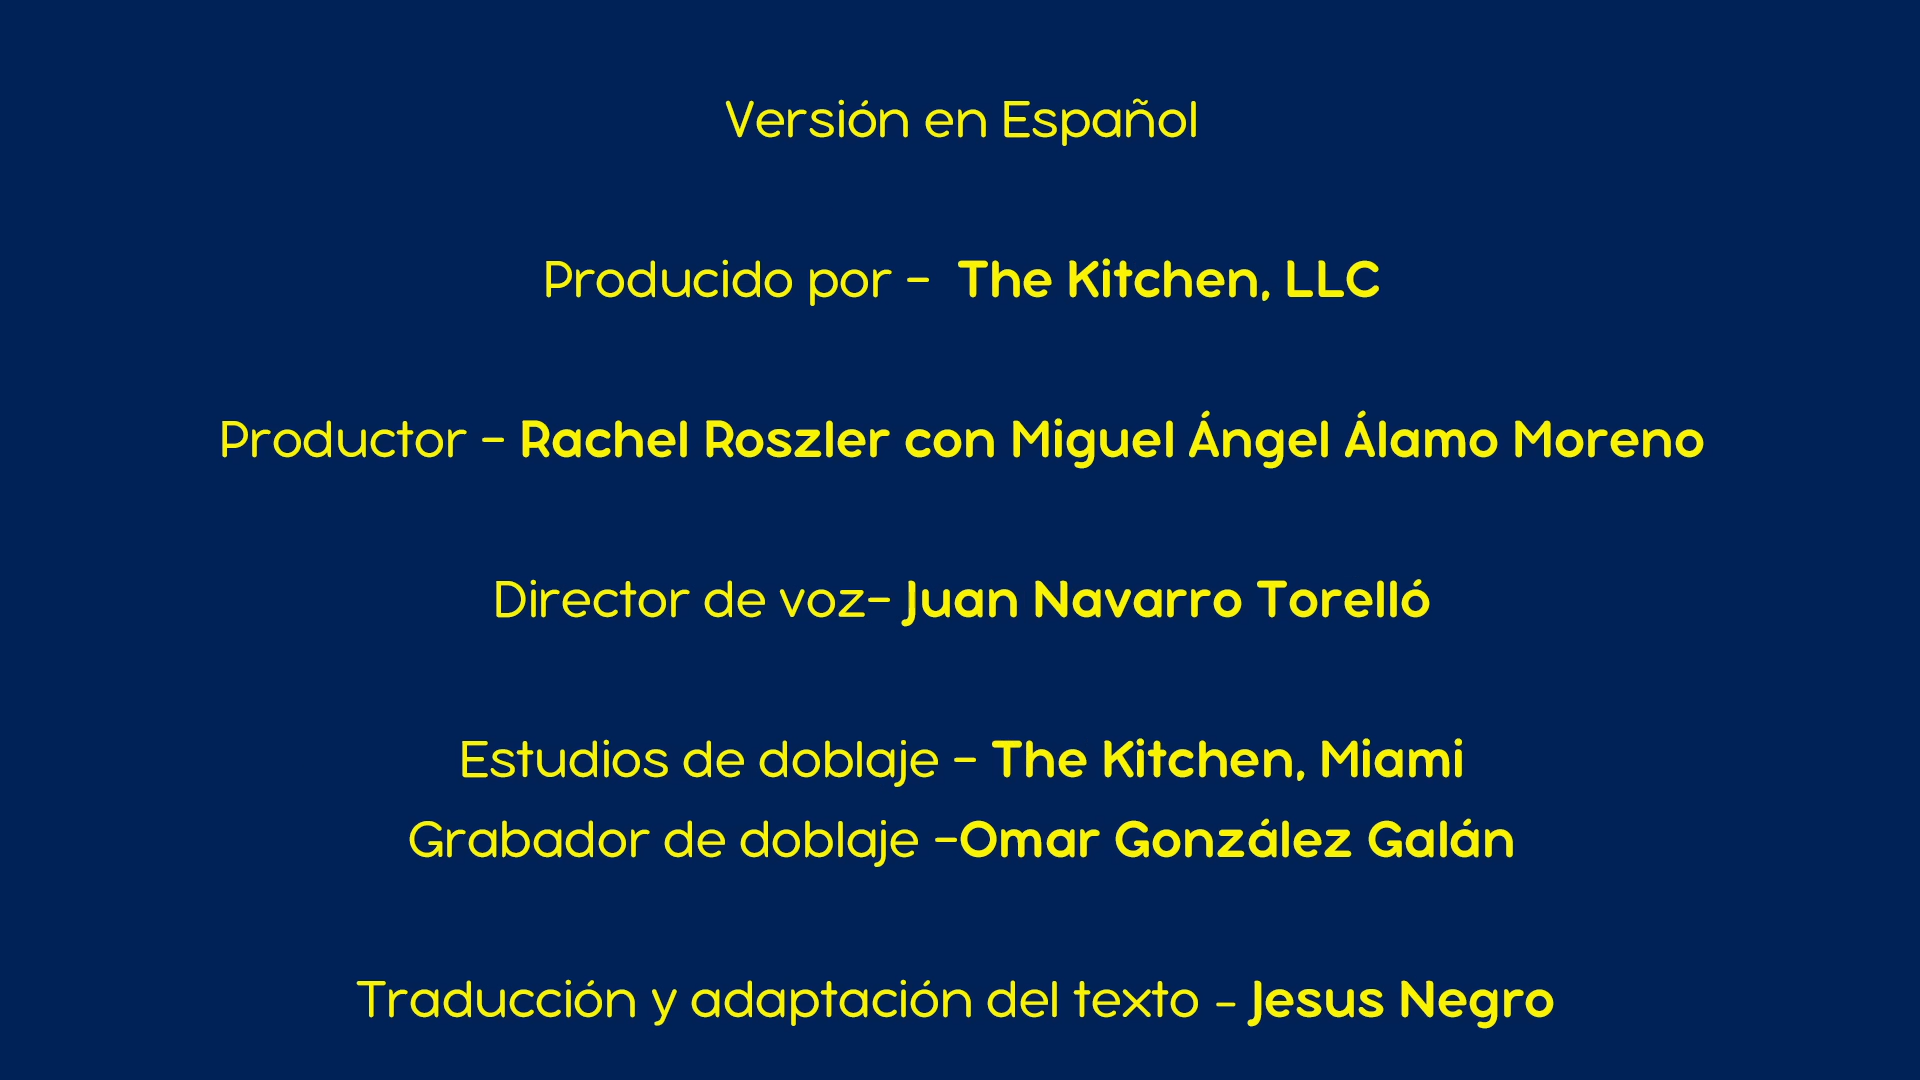 Versión en Español
Producido por - The Kitchen, LLC
Productor - Rachel Roszler con Miguel Ángel Álamo Moreno
Director de voz- Juan Navarro Torelló
Estudios de doblaje - The Kitchen, Miami
Grabador de doblaje -Omar González Galán
Traducción y adaptación del texto - Jesus Negro